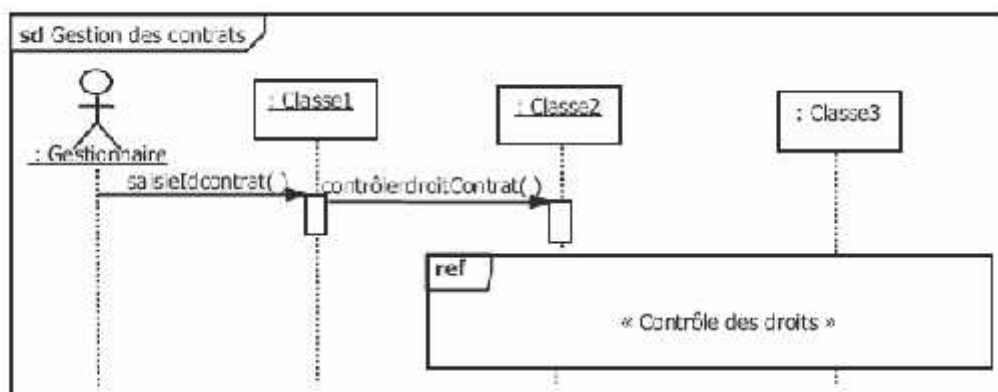 sd Gestion des contrats
: Gestionnaire
: Classe1
: Classe2
: Classe3
saisieIdcontrat( )
contrôlerdroitContrat( )
ref
« Contrôle des droits »